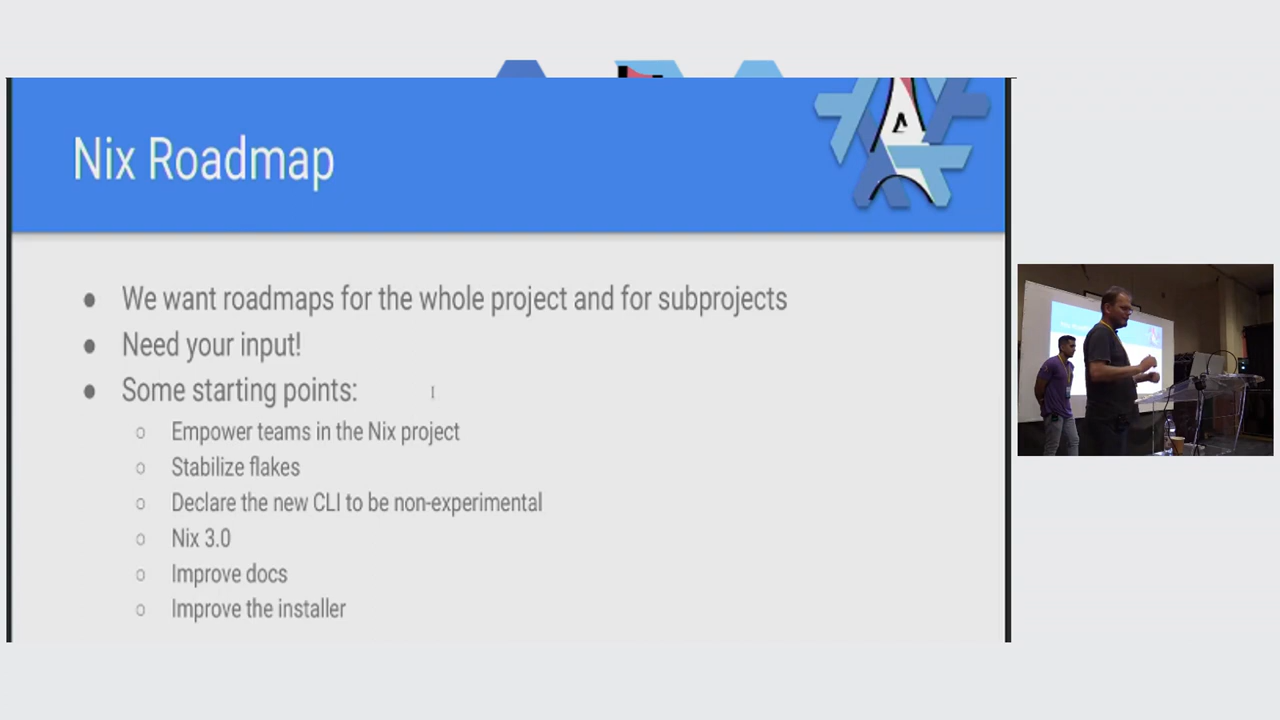 Nix Roadmap
We want roadmaps for the whole project and for subprojects
Need your input!
Some starting points:
Empower teams in the Nix project
Stabilize flakes
Declare the new CLI to be non-experimental
Nix 3.0
Improve docs
Improve the installer